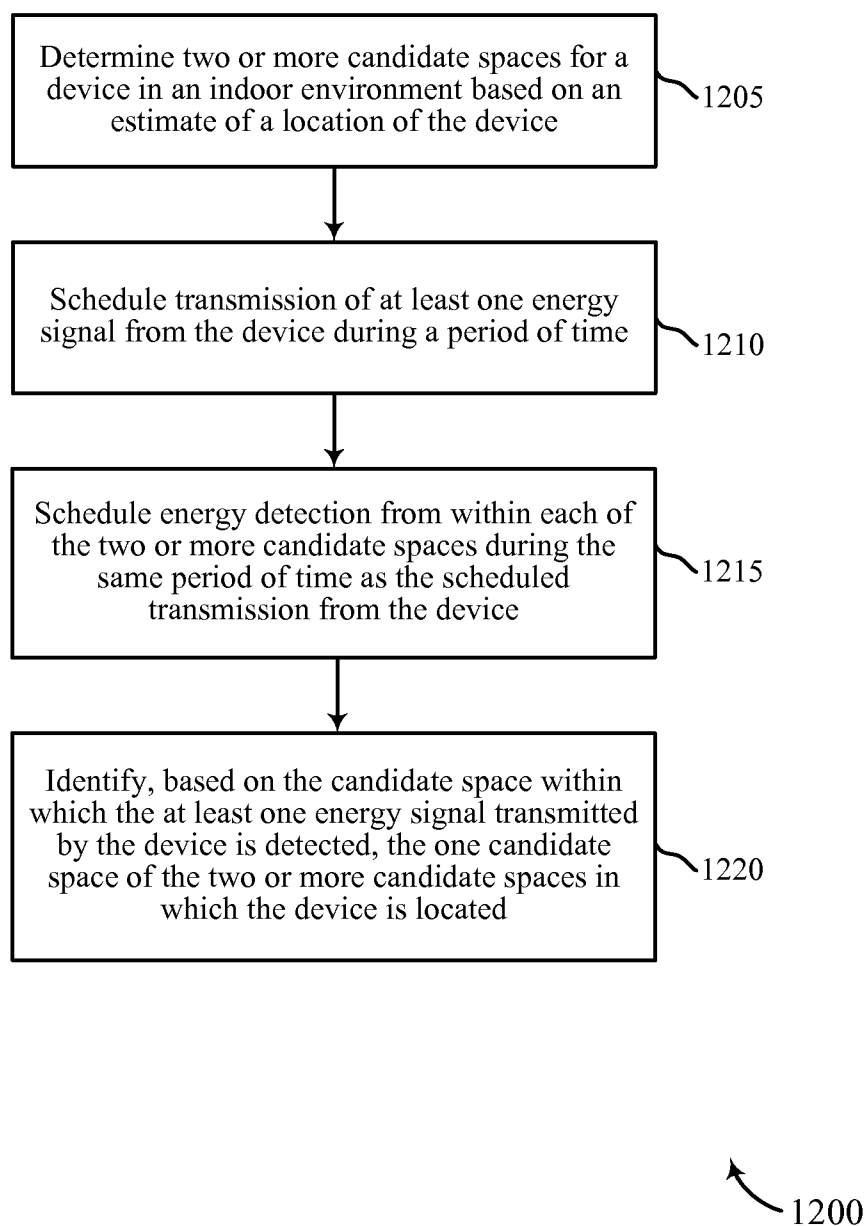 Determine two or more candidate spaces for a
device in an indoor environment based on an
estimate of a location of the device
1205
Schedule transmission of at least one energy
signal from the device during a period of time
1210
Schedule energy detection from within each of
the two or more candidate spaces during the
same period of time as the scheduled
transmission from the device
1215
Identify, based on the candidate space within
which the at least one energy signal transmitted
by the device is detected, the one candidate
space of the two or more candidate spaces in
which the device is located
1220
1200